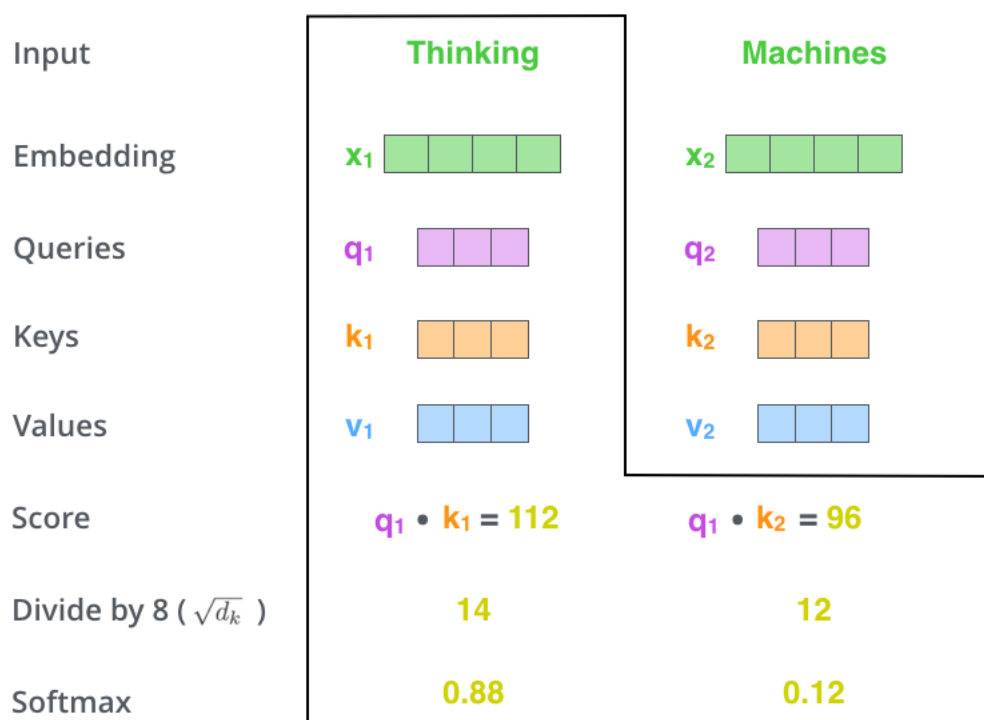 Input Thinking Machines
Embedding x₁ x₂
Queries q₁ q₂
Keys k₁ k₂
Values v₁ v₂
Score q₁ • k₁ = 112 q₁ • k₂ = 96
Divide by 8 ( √dₖ ) 14 12
Softmax 0.88 0.12